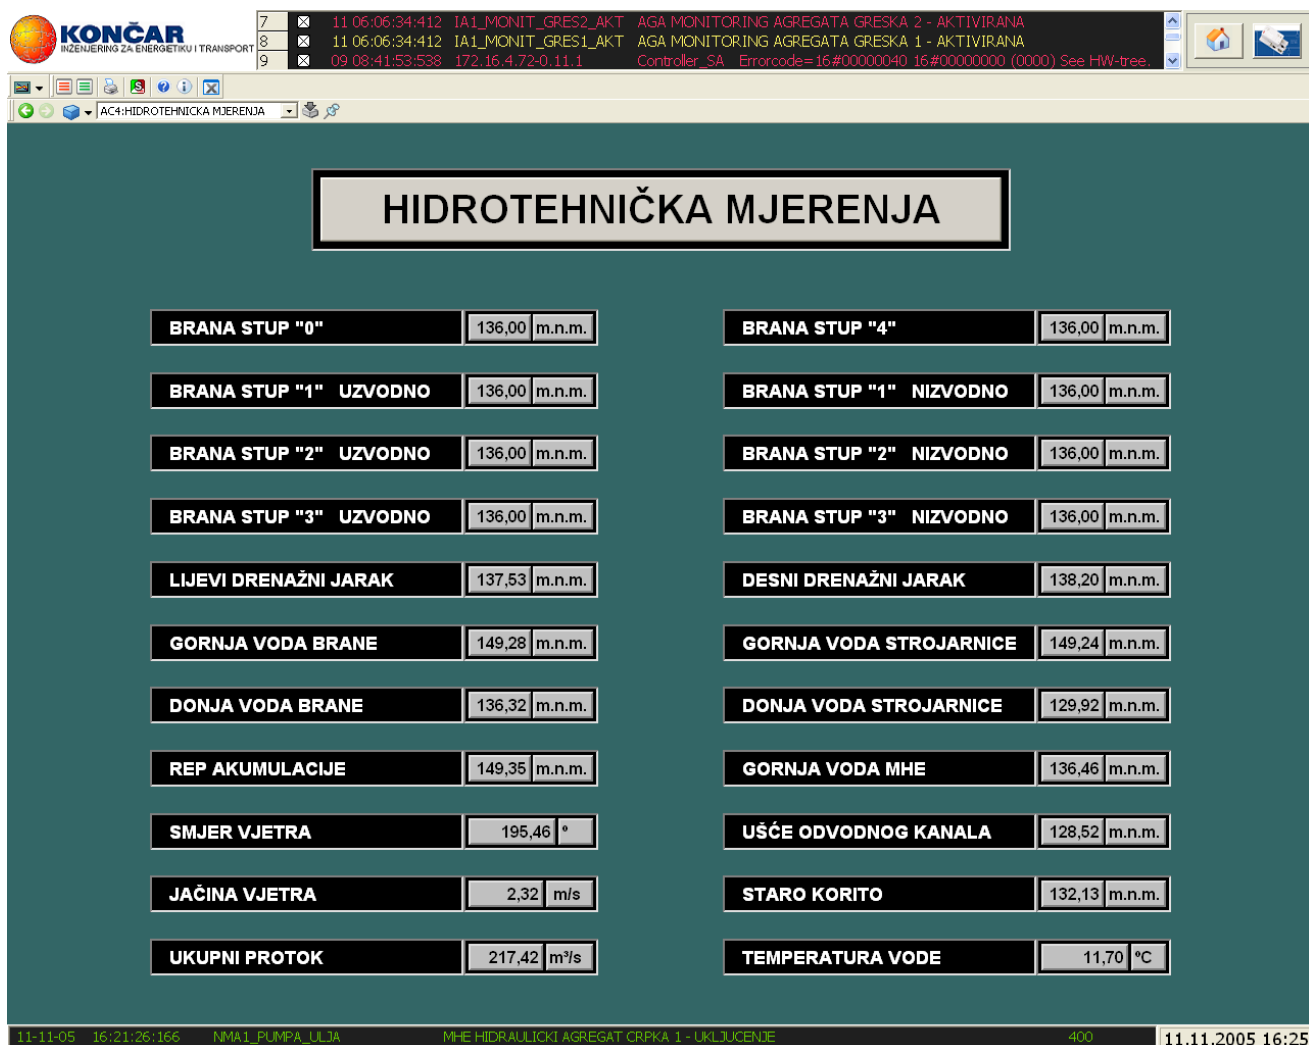 KONČAR
INŽENJERING ZA ENERGETIKU I TRANSPORT
7 11 06:06:34:412 IA1_MONIT_GRES2_AKT AGA MONITORING AGREGATA GRESKA 2 - AKTIVIRANA
8 11 06:06:34:412 IA1_MONIT_GRES1_AKT AGA MONITORING AGREGATA GRESKA 1 - AKTIVIRANA
9 09 08:41:53:538 172.16.4.72-0.11.1 Controller_SA Errorcode=16#00000040 16#00000000 (0000) See HW-tree.
AC4:HIDROTEHNICKA MJERENJA
HIDROTEHNIČKA MJERENJA
BRANA STUP "0" 136,00 m.n.m. BRANA STUP "4" 136,00 m.n.m.
BRANA STUP "1" UZVODNO 136,00 m.n.m. BRANA STUP "1" NIZVODNO 136,00 m.n.m.
BRANA STUP "2" UZVODNO 136,00 m.n.m. BRANA STUP "2" NIZVODNO 136,00 m.n.m.
BRANA STUP "3" UZVODNO 136,00 m.n.m. BRANA STUP "3" NIZVODNO 136,00 m.n.m.
LIJEVI DRENAŽNI JARAK 137,53 m.n.m. DESNI DRENAŽNI JARAK 138,20 m.n.m.
GORNJA VODA BRANE 149,28 m.n.m. GORNJA VODA STROJARNICE 149,24 m.n.m.
DONJA VODA BRANE 136,32 m.n.m. DONJA VODA STROJARNICE 129,92 m.n.m.
REP AKUMULACIJE 149,35 m.n.m. GORNJA VODA MHE 136,46 m.n.m.
SMJER VJETRA 195,46 ° UŠĆE ODVODNOG KANALA 128,52 m.n.m.
JAČINA VJETRA 2,32 m/s STARO KORITO 132,13 m.n.m.
UKUPNI PROTOK 217,42 m³/s TEMPERATURA VODE 11,70 °C
11-11-05 16:21:26:166 NMA1_PUMPA_ULJA MHE HIDRAULICKI AGREGAT CRPKA 1 - UKLJUCENJE 400 11.11.2005 16:25